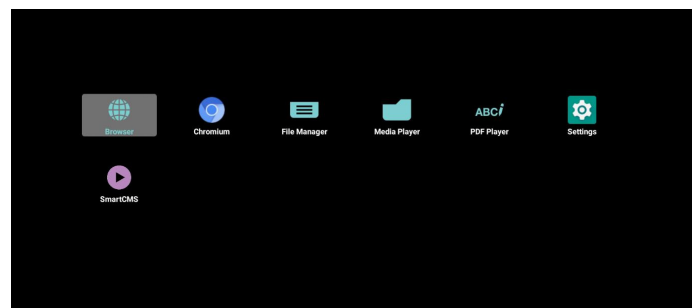 Browser
Chromium
File Manager
Media Player
ABCi
PDF Player
Settings
SmartCMS